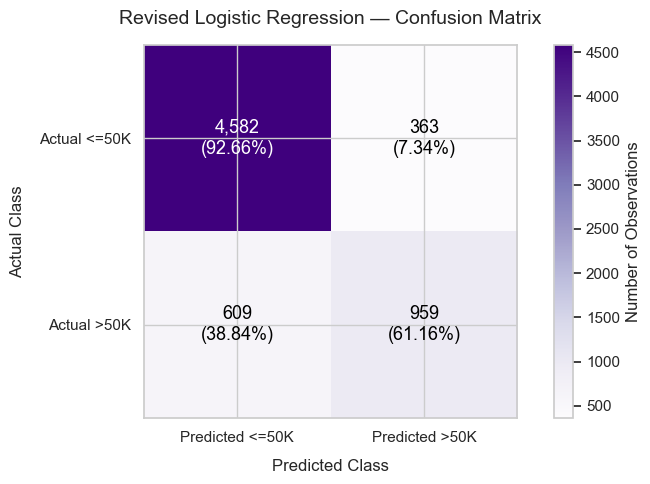 Revised Logistic Regression — Confusion Matrix
Actual Class
Actual <=50K
4,582
(92.66%)
363
(7.34%)
Actual >50K
609
(38.84%)
959
(61.16%)
Predicted <=50K
Predicted >50K
Predicted Class
4500
4000
3500
3000
2500
2000
1500
1000
500
Number of Observations